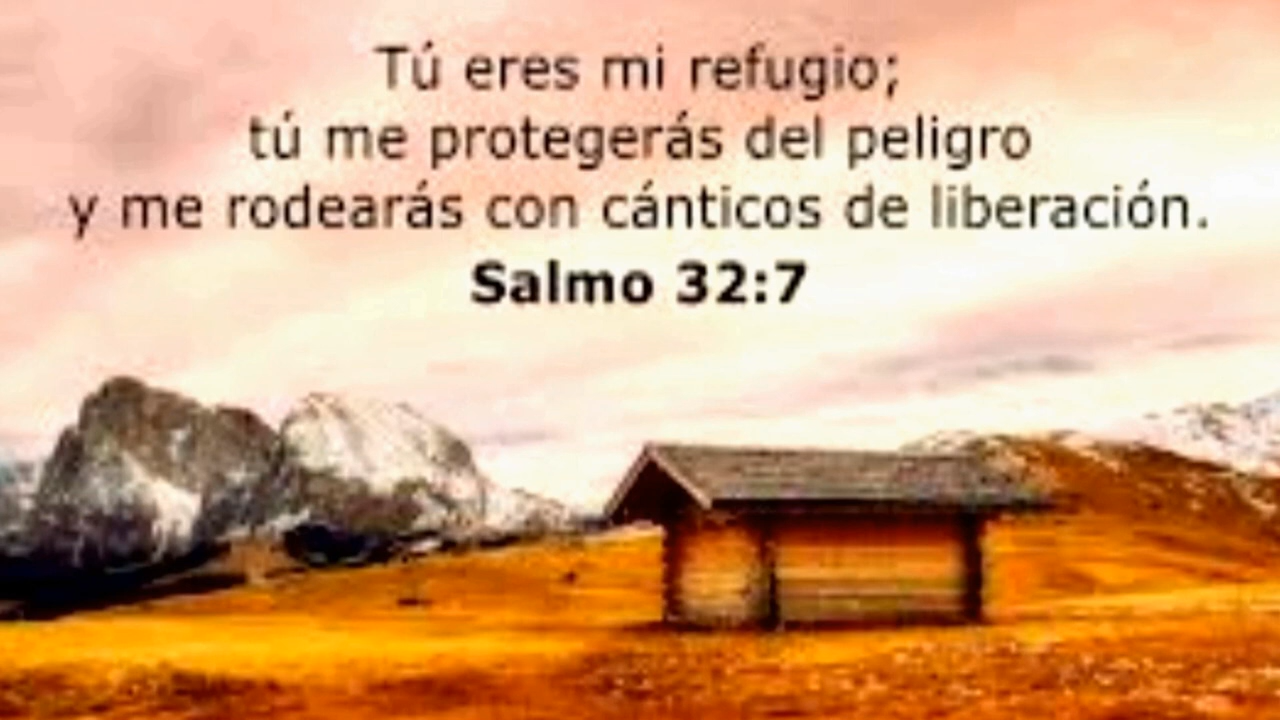 Tú eres mi refugio;
tú me protegerás del peligro
y me rodearás con cánticos de liberación.
Salmo 32:7